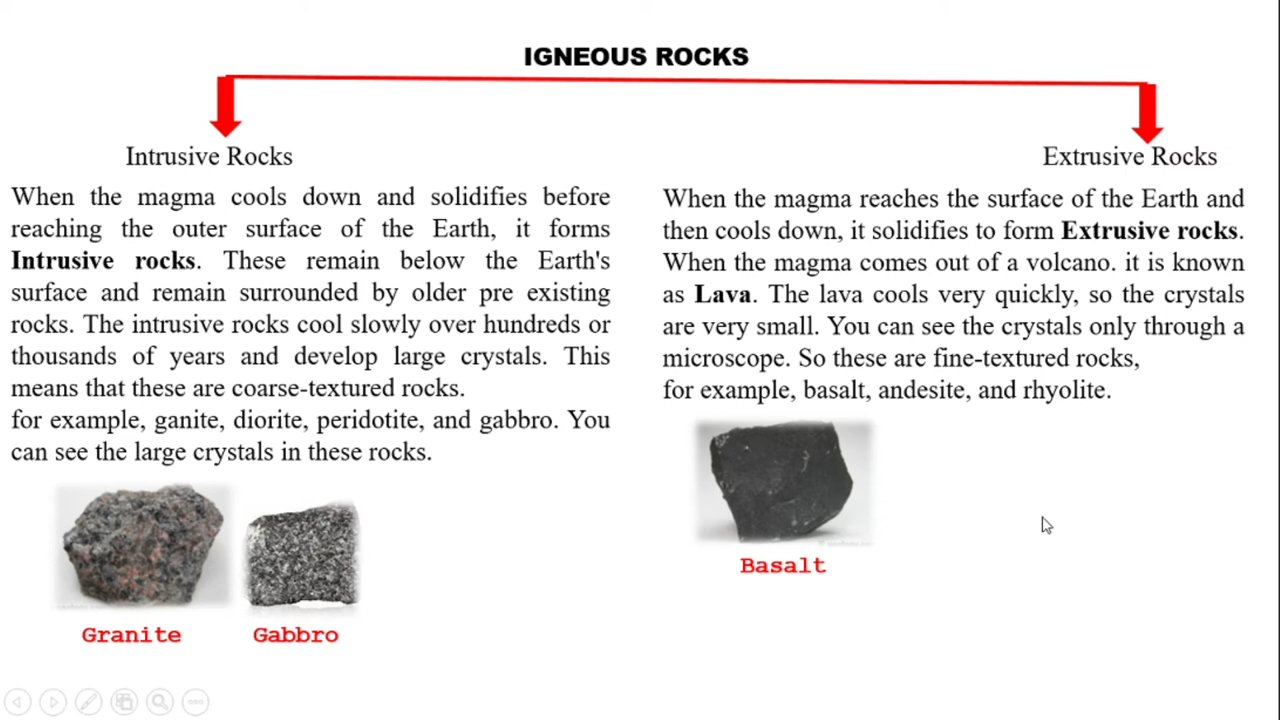 IGNEOUS ROCKS
Intrusive Rocks
When the magma cools down and solidifies before
reaching the outer surface of the Earth, it forms
Intrusive rocks. These remain below the Earth's
surface and remain surrounded by older pre existing
rocks. The intrusive rocks cool slowly over hundreds or
thousands of years and develop large crystals. This
means that these are coarse-textured rocks.
for example, ganite, diorite, peridotite, and gabbro. You
can see the large crystals in these rocks.
Granite
Gabbro
Extrusive Rocks
When the magma reaches the surface of the Earth and
then cools down, it solidifies to form Extrusive rocks.
When the magma comes out of a volcano. it is known
as Lava. The lava cools very quickly, so the crystals
are very small. You can see the crystals only through a
microscope. So these are fine-textured rocks,
for example, basalt, andesite, and rhyolite.
Basalt